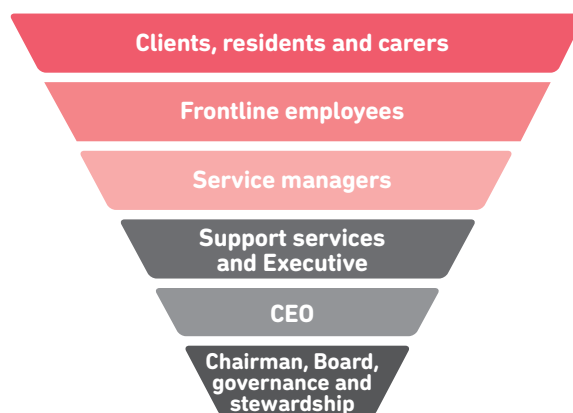 Clients, residents and carers
Frontline employees
Service managers
Support services
and Executive
CEO
Chairman, Board,
governance and
stewardship